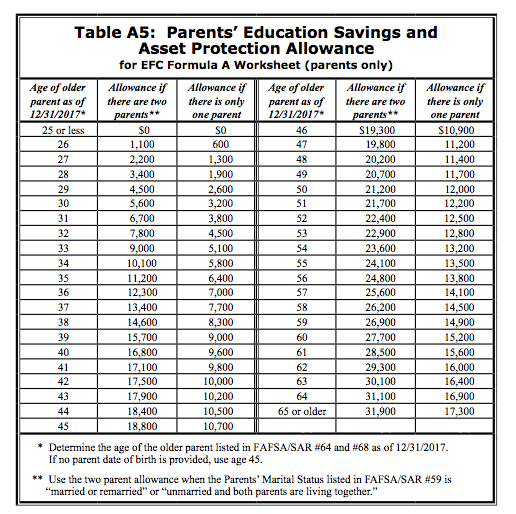 Table A5: Parents' Education Savings and
Asset Protection Allowance
for EFC Formula A Worksheet (parents only)
Age of older parent as of 12/31/2017* Allowance if there are two parents** Allowance if there is only one parent Age of older parent as of 12/31/2017* Allowance if there are two parents** Allowance if there is only one parent
25 or less $0 $0 46 $19,300 $10,900
26 1,100 600 47 19,800 11,200
27 2,200 1,300 48 20,200 11,400
28 3,400 1,900 49 20,700 11,700
29 4,500 2,600 50 21,200 12,000
30 5,600 3,200 51 21,700 12,200
31 6,700 3,800 52 22,400 12,500
32 7,800 4,500 53 22,900 12,800
33 9,000 5,100 54 23,600 13,200
34 10,100 5,800 55 24,100 13,500
35 11,200 6,400 56 24,800 13,800
36 12,300 7,000 57 25,600 14,100
37 13,400 7,700 58 26,200 14,500
38 14,600 8,300 59 26,900 14,900
39 15,700 9,000 60 27,700 15,200
40 16,800 9,600 61 28,500 15,600
41 17,100 9,800 62 29,300 16,000
42 17,500 10,000 63 30,100 16,400
43 17,900 10,200 64 31,100 16,900
44 18,400 10,500 65 or older 31,900 17,300
45 18,800 10,700
* Determine the age of the older parent listed in FAFSA/SAR #64 and #68 as of 12/31/2017.
If no parent date of birth is provided, use age 45.
** Use the two parent allowance when the Parents' Marital Status listed in FAFSA/SAR #59 is
"married or remarried" or "unmarried and both parents are living together."